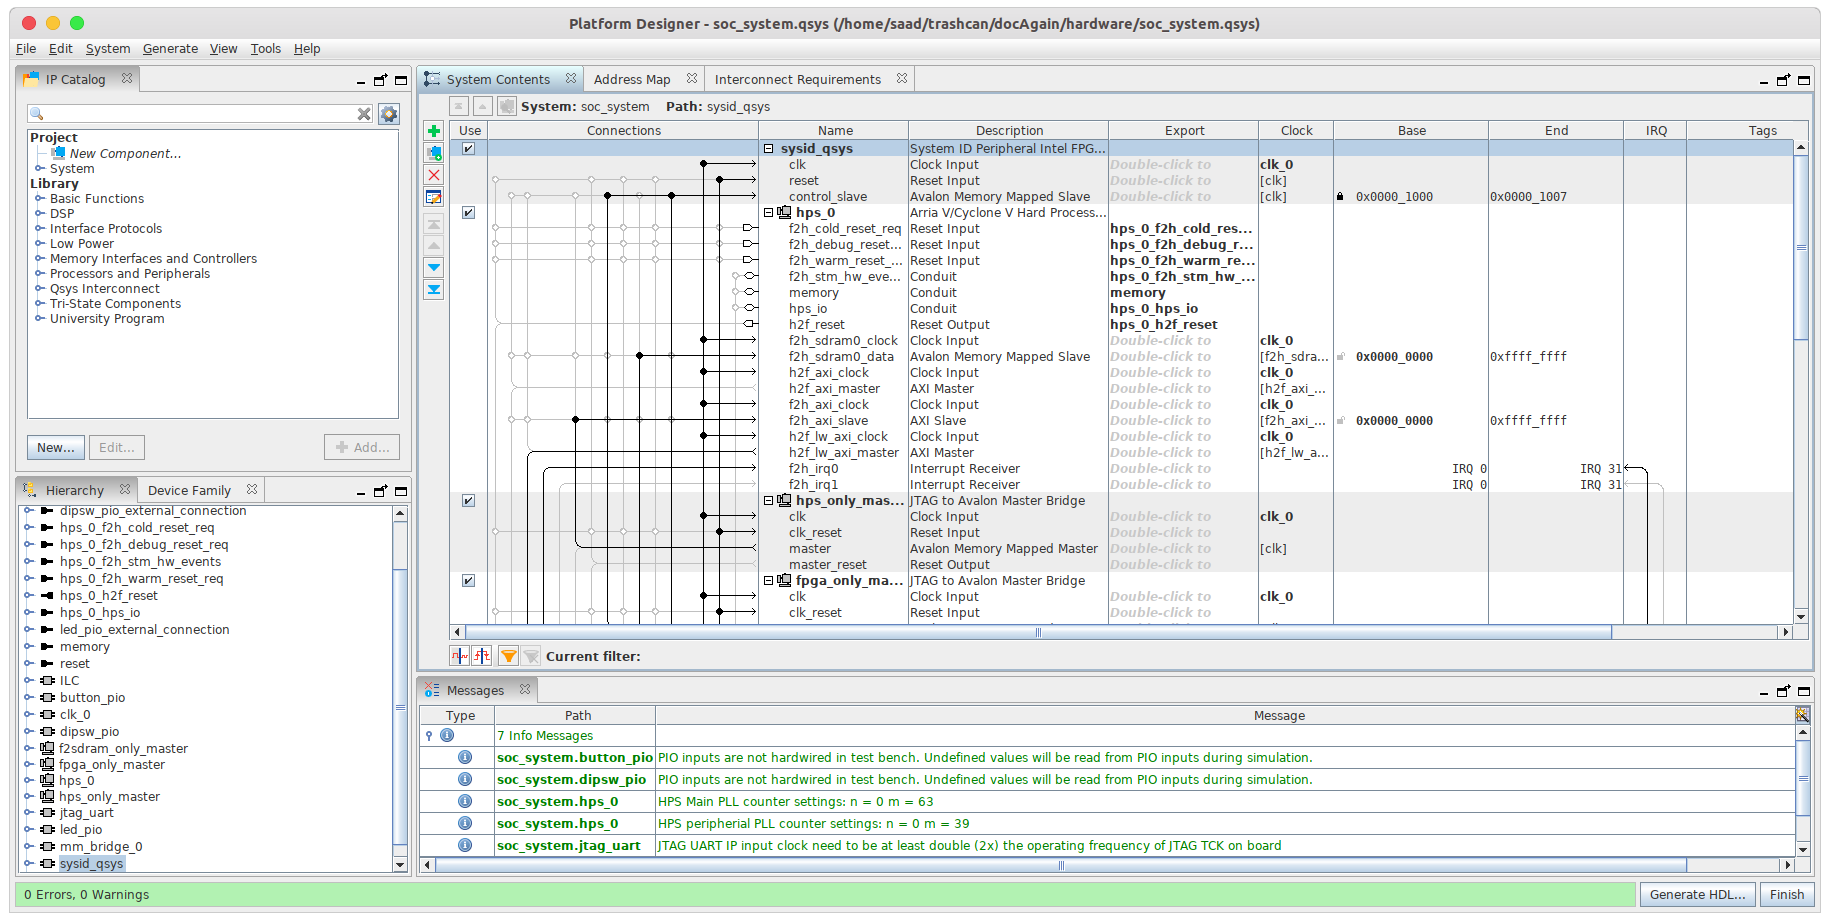 Platform Designer - soc_system.qsys (/home/saad/trashcan/docAgain/hardware/soc_system.qsys)
File Edit System Generate View Tools Help
IP Catalog
Project
New Component...
System
Library
Basic Functions
DSP
Interface Protocols
Low Power
Memory Interfaces and Controllers
Processors and Peripherals
Qsys Interconnect
Tri-State Components
University Program
New... Edit... Add...
Hierarchy Device Family
dipsw_pio_external_connection
hps_0_f2h_cold_reset_req
hps_0_f2h_debug_reset_req
hps_0_f2h_stm_hw_events
hps_0_f2h_warm_reset_req
hps_0_h2f_reset
hps_0_hps_io
led_pio_external_connection
memory
reset
ILC
button_pio
clk_0
dipsw_pio
f2sdram_only_master
fpga_only_master
hps_0
hps_only_master
jtag_uart
led_pio
mm_bridge_0
sysid_qsys
System Contents Address Map Interconnect Requirements
System: soc_system Path: sysid_qsys
Use Connections Name Description Export Clock Base End IRQ Tags
sysid_qsys System ID Peripheral Intel FPG...
clk Clock Input Double-click to clk_0
reset Reset Input Double-click to [clk]
control_slave Avalon Memory Mapped Slave Double-click to [clk] 0x0000_1000 0x0000_1007
hps_0 Arria V/Cyclone V Hard Process...
f2h_cold_reset_req Reset Input hps_0_f2h_cold_res...
f2h_debug_reset... Reset Input hps_0_f2h_debug_r...
f2h_warm_reset_... Reset Input hps_0_f2h_warm_re...
f2h_stm_hw_eve... Conduit hps_0_f2h_stm_hw_...
memory Conduit memory
hps_io Conduit hps_0_hps_io
h2f_reset Reset Output hps_0_h2f_reset
f2h_sdram0_clock Clock Input Double-click to clk_0
f2h_sdram0_data Avalon Memory Mapped Slave Double-click to [f2h_sdra... 0x0000_0000 0xffff_ffff
h2f_axi_clock Clock Input Double-click to clk_0
h2f_axi_master AXI Master Double-click to [h2f_axi_...
f2h_axi_clock Clock Input Double-click to clk_0
f2h_axi_slave AXI Slave Double-click to [f2h_axi_... 0x0000_0000 0xffff_ffff
h2f_lw_axi_clock Clock Input Double-click to clk_0
h2f_lw_axi_master AXI Master Double-click to [h2f_lw_a...
f2h_irq0 Interrupt Receiver Double-click to IRQ 0 IRQ 31
f2h_irq1 Interrupt Receiver Double-click to IRQ 0 IRQ 31
hps_only_mas... JTAG to Avalon Master Bridge
clk Clock Input Double-click to clk_0
clk_reset Reset Input Double-click to
master Avalon Memory Mapped Master Double-click to [clk]
master_reset Reset Output Double-click to
fpga_only_ma... JTAG to Avalon Master Bridge
clk Clock Input Double-click to clk_0
clk_reset Reset Input Double-click to
Current filter:
Messages
Type Path Message
7 Info Messages
soc_system.button_pio PIO inputs are not hardwired in test bench. Undefined values will be read from PIO inputs during simulation.
soc_system.dipsw_pio PIO inputs are not hardwired in test bench. Undefined values will be read from PIO inputs during simulation.
soc_system.hps_0 HPS Main PLL counter settings: n = 0 m = 63
soc_system.hps_0 HPS peripherial PLL counter settings: n = 0 m = 39
soc_system.jtag_uart JTAG UART IP input clock need to be at least double (2x) the operating frequency of JTAG TCK on board
0 Errors, 0 Warnings Generate HDL... Finish